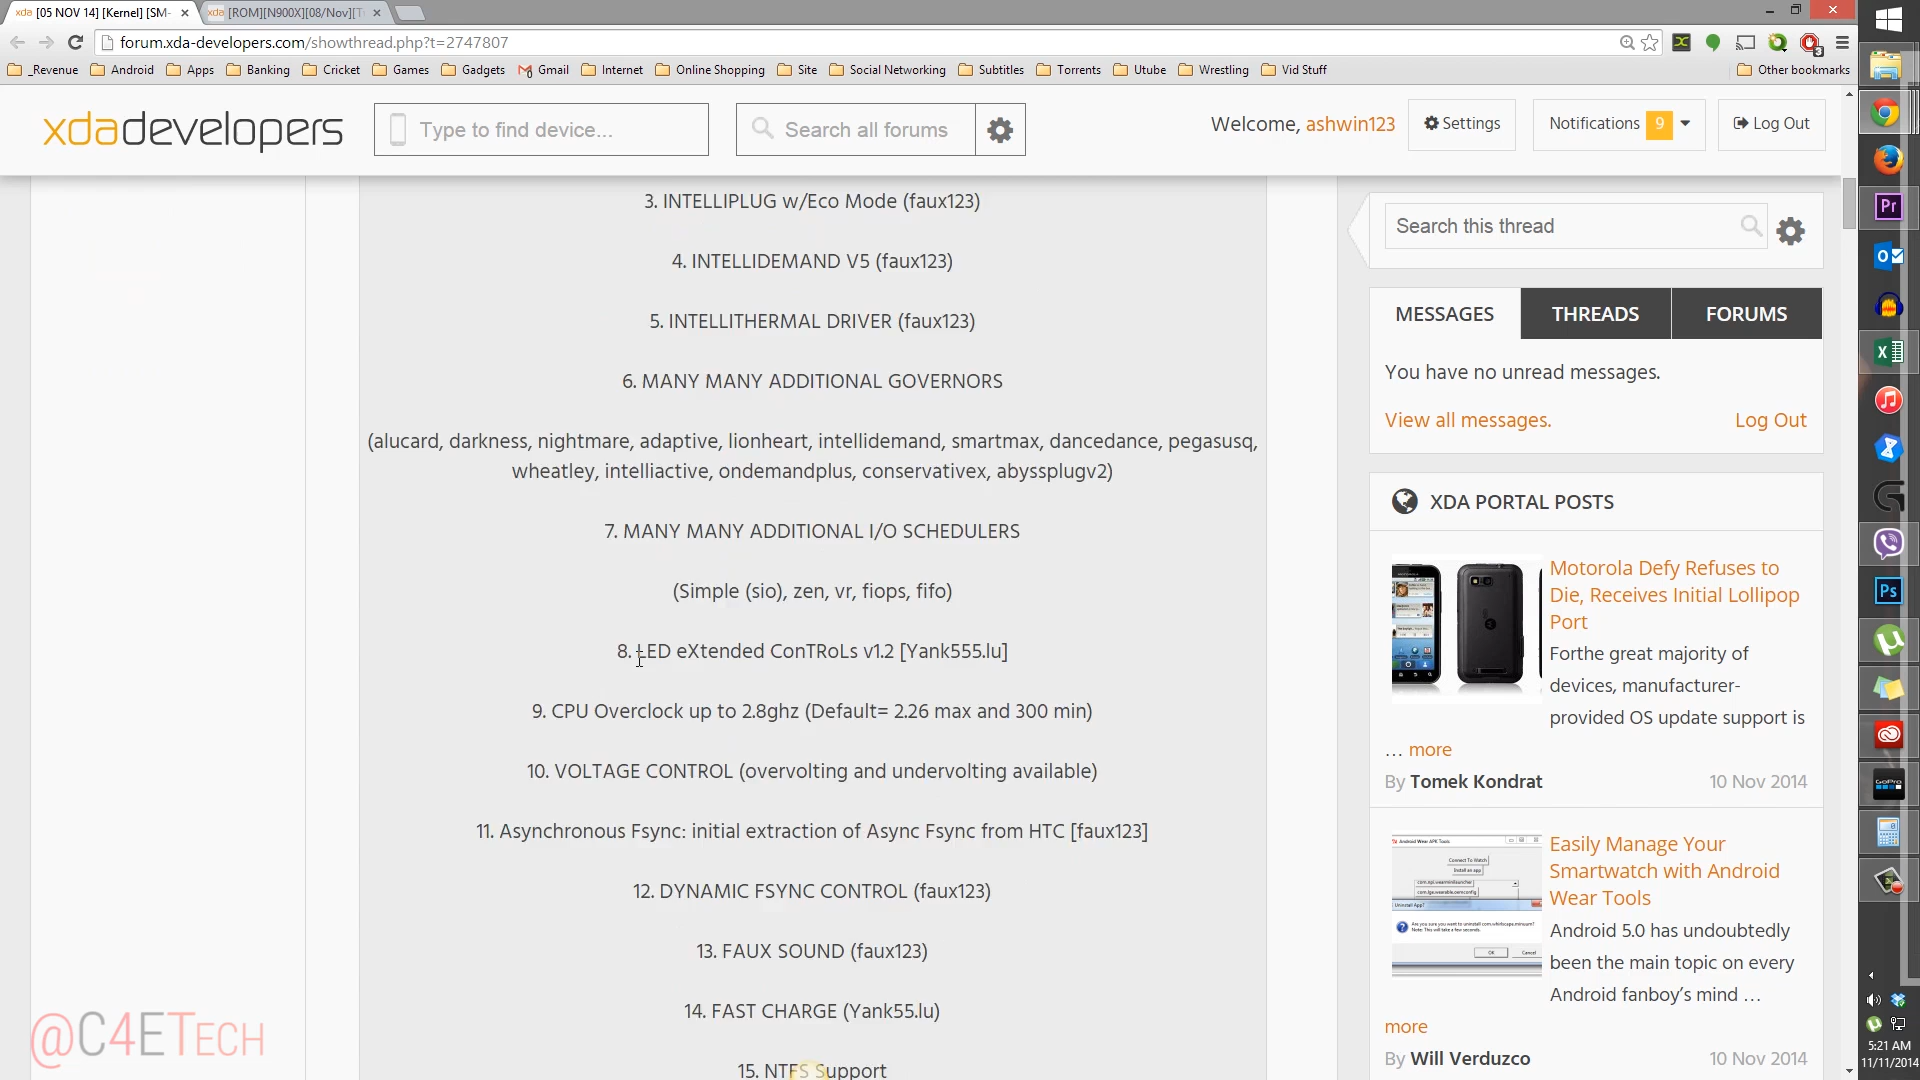 [05 NOV 14] [Kernel] [SM-
[ROM][N900X][08/Nov][T
forum.xda-developers.com/showthread.php?t=2747807
_Revenue
Android
Apps
Banking
Cricket
Games
Gadgets
Gmail
Internet
Online Shopping
Site
Social Networking
Subtitles
Torrents
Utube
Wrestling
Vid Stuff
Other bookmarks
xdadevelopers
Type to find device...
Search all forums
Welcome, ashwin123
Settings
Notifications 9
Log Out
3. INTELLIPLUG w/Eco Mode (faux123)
4. INTELLIDEMAND V5 (faux123)
5. INTELLITHERMAL DRIVER (faux123)
6. MANY MANY ADDITIONAL GOVERNORS
(alucard, darkness, nightmare, adaptive, lionheart, intellidemand, smartmax, dancedance, pegasusq,
wheatley, intelliactive, ondemandplus, conservativex, abyssplugv2)
7. MANY MANY ADDITIONAL I/O SCHEDULERS
(Simple (sio), zen, vr, fiops, fifo)
8. LED eXtended ConTRoLs v1.2 [Yank555.lu]
9. CPU Overclock up to 2.8ghz (Default= 2.26 max and 300 min)
10. VOLTAGE CONTROL (overvolting and undervolting available)
11. Asynchronous Fsync: initial extraction of Async Fsync from HTC [faux123]
12. DYNAMIC FSYNC CONTROL (faux123)
13. FAUX SOUND (faux123)
14. FAST CHARGE (Yank55.lu)
15. NTFS Support
Search this thread
MESSAGES
THREADS
FORUMS
You have no unread messages.
View all messages.
Log Out
XDA PORTAL POSTS
Motorola Defy Refuses to
Die, Receives Initial Lollipop
Port
Forthe great majority of
devices, manufacturer-
provided OS update support is
… more
By Tomek Kondrat
10 Nov 2014
Easily Manage Your
Smartwatch with Android
Wear Tools
Android 5.0 has undoubtedly
been the main topic on every
Android fanboy's mind …
more
By Will Verduzco
10 Nov 2014
@C4ETech
5:21 AM
11/11/2014